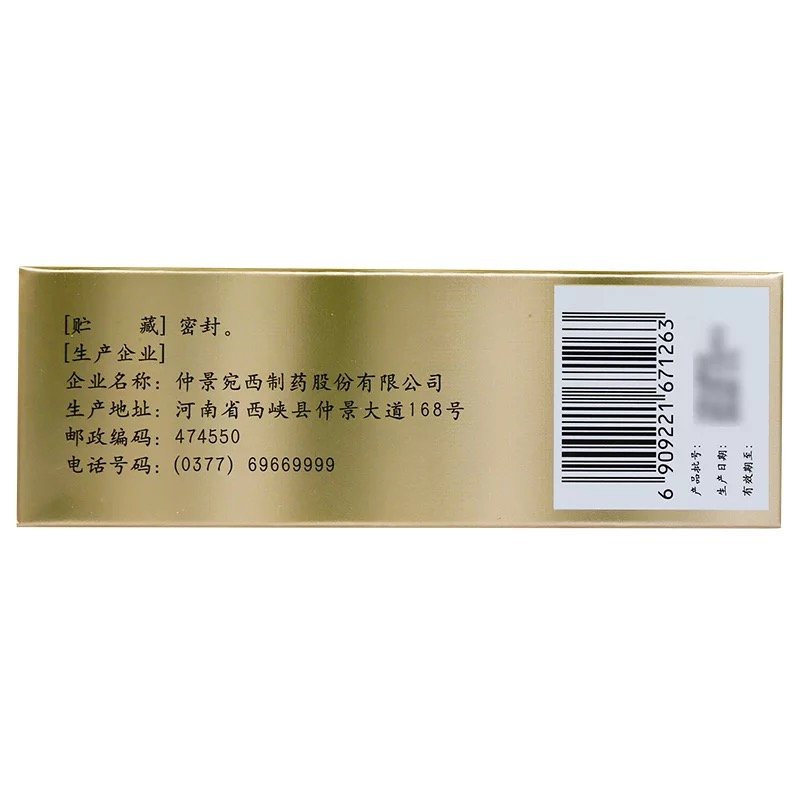 [贮 藏] 密封。
[生产企业]
企业名称：仲景宛西制药股份有限公司
生产地址：河南省西峡县仲景大道168号
邮政编码：474550
电话号码：(0377) 69669999
6 909221 671263
产品批号：
生产日期：
有效期至：